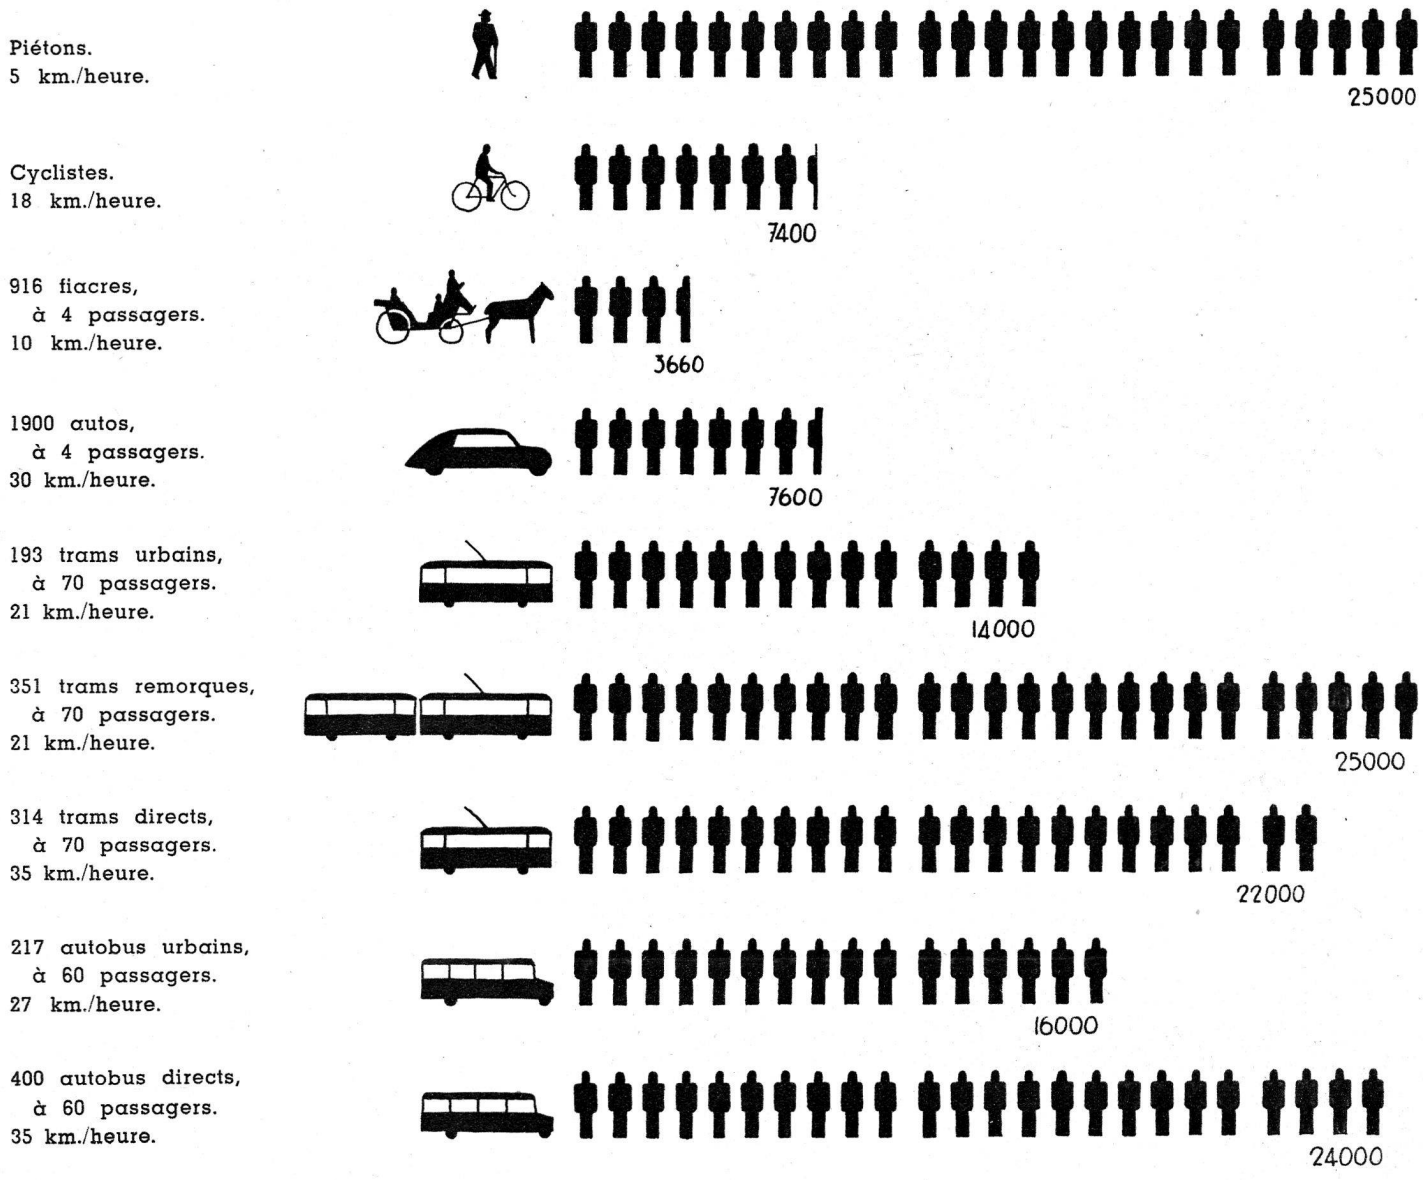 Piétons.
5 km./heure.
25000
Cyclistes.
18 km./heure.
7400
916 fiacres,
à 4 passagers.
10 km./heure.
3660
1900 autos,
à 4 passagers.
30 km./heure.
7600
193 trams urbains,
à 70 passagers.
21 km./heure.
14000
351 trams remorques,
à 70 passagers.
21 km./heure.
25000
314 trams directs,
à 70 passagers.
35 km./heure.
22000
217 autobus urbains,
à 60 passagers.
27 km./heure.
16000
400 autobus directs,
à 60 passagers.
35 km./heure.
24000